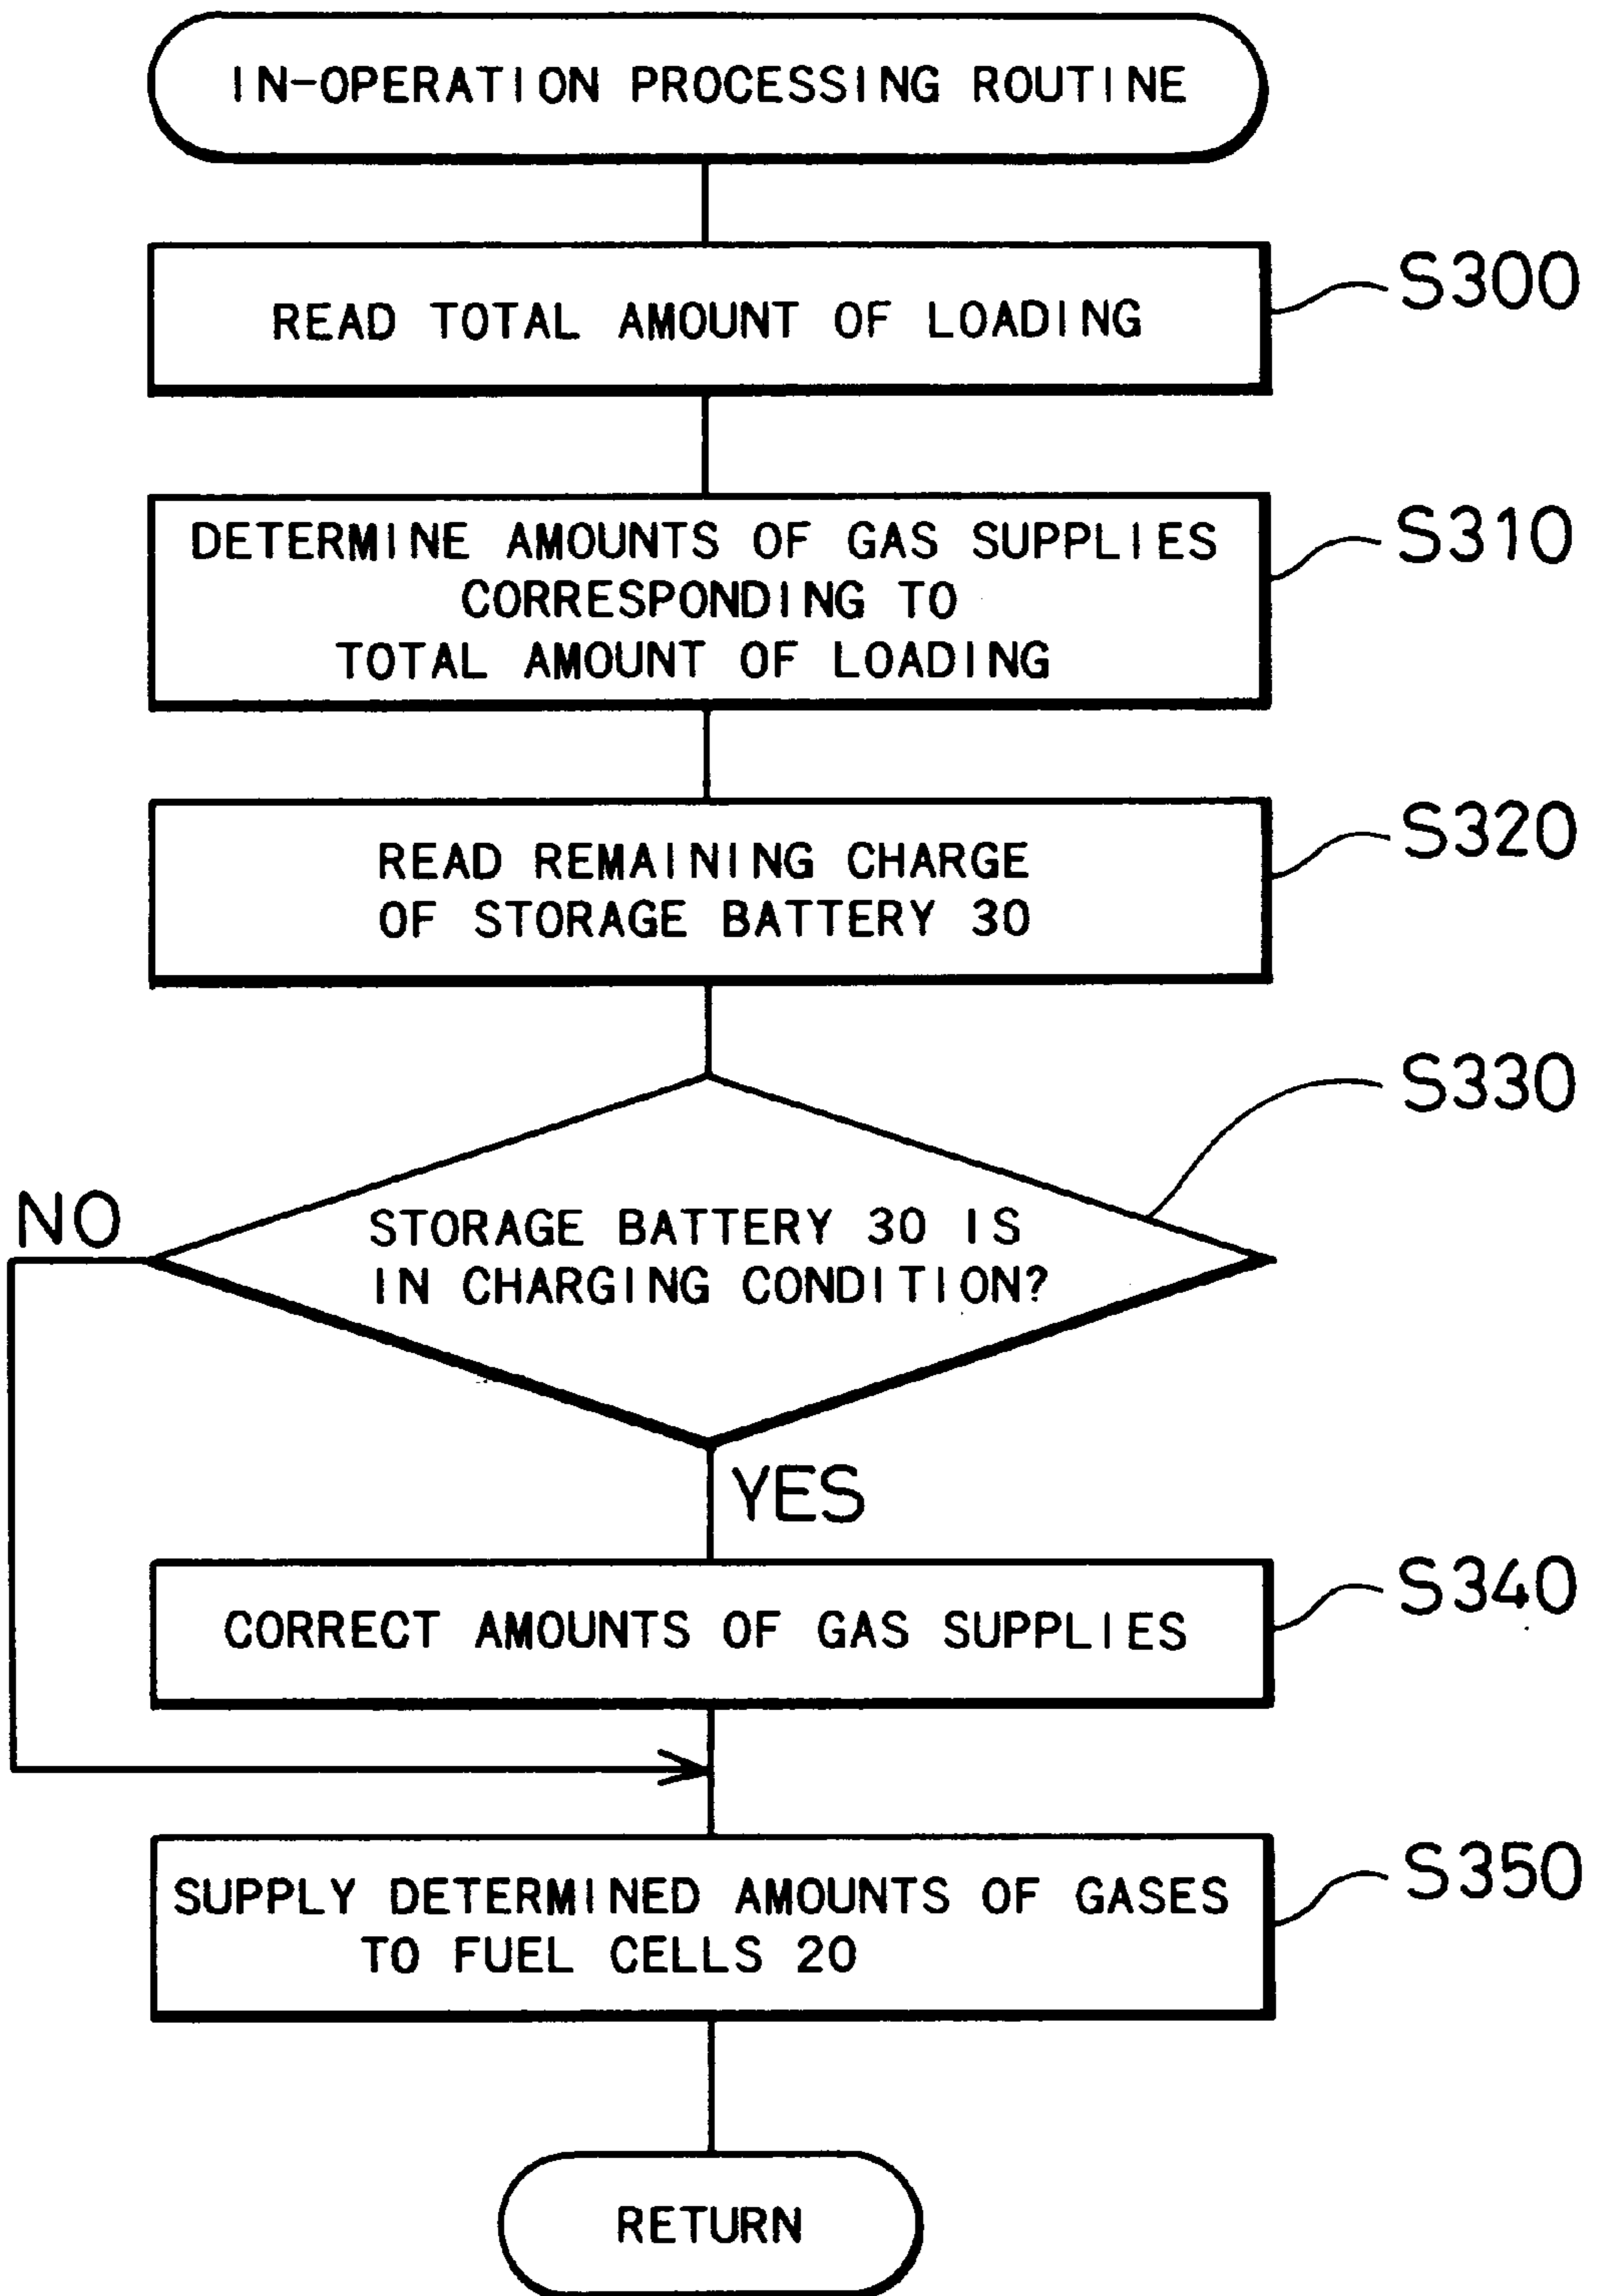 IN-OPERATION PROCESSING ROUTINE
READ TOTAL AMOUNT OF LOADING
S300
DETERMINE AMOUNTS OF GAS SUPPLIES
CORRESPONDING TO
TOTAL AMOUNT OF LOADING
S310
READ REMAINING CHARGE
OF STORAGE BATTERY 30
S320
S330
NO
STORAGE BATTERY 30 IS
IN CHARGING CONDITION?
YES
CORRECT AMOUNTS OF GAS SUPPLIES
S340
SUPPLY DETERMINED AMOUNTS OF GASES
TO FUEL CELLS 20
S350
RETURN